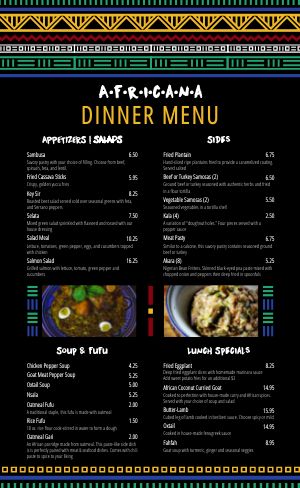 A·F·R·I·C·A·N·A
DINNER MENU
APPETIZERS | SALADS
Sambusa 6.50
Savory pastry with your choice of filling. Choose from beef,
spinach, feta, and lentil.
Fried Cassava Sticks 5.95
Crispy, golden yucca fries
Key Sir 8.25
Roasted beet salad served cold over seasonal greens with feta,
and Serrano peppers.
Salata 7.50
Mixed green salad sprinkled with flaxseed and tossed with our
house dressing
Salad Meal 10.25
Lettuce, tomatoes, green pepper, egg, and cucumbers topped
with chicken
Salmon Salad 16.25
Grilled salmon with lettuce, tomato, green pepper and
cucumbers
SIDES
Fried Plantain 6.75
Hand-sliced ripe plantains fried to provide a caramelized coating.
Served salted
Beef or Turkey Samosas (2) 6.50
Ground beef or turkey seasoned with authentic herbs and fried
in a flour tortilla
Vegetable Samosas (2) 5.50
Seasoned vegetables in a tortilla shell
Kala (4) 2.50
A variation of "doughnut holes." Four pieces served with a
pepper sauce
Meat Pasty 6.75
Similar to a calzone, this savory pasty contains seasoned ground
beef or turkey
Akara (8) 5.25
Nigerian Bean Fritters. Skinned black-eyed pea paste mixed with
chopped onion and peppers then deep fried in spoonfuls
SOUP & FUFU
Chicken Pepper Soup 4.25
Goat Meat Pepper Soup 5.25
Oxtail Soup 5.00
Nsala 5.25
Oatmeal Fufu 2.00
A traditional staple, this fufu is made with oatmeal
Rice Fufu 1.50
10 oz. rice flour cook-stirred in water to form a dough
Oatmeal Gari 2.00
An African porridge made from oatmeal. This puree-like side dish
is perfectly paired with meat & seafood dishes. Comes with chili
paste to spice to your liking
LUNCH SPECIALS
Fried Eggplant 8.25
Deep fried eggplant slices with homemade marinara sauce
Add sweet potato fries for an additional $3
African Coconut Curried Goat 14.95
Cooked to perfection with house-made curry and African spices.
Served with your choice of soup and salad
Butter-Lamb 15.95
Cubed leg of lamb cooked in tamilate sauce. Choose spicy or mild
Oxtail 14.95
Cooked in house-made fenugreek sauce
Fahfah 8.95
Goat soup with turmeric, ginger and seasonal veggies